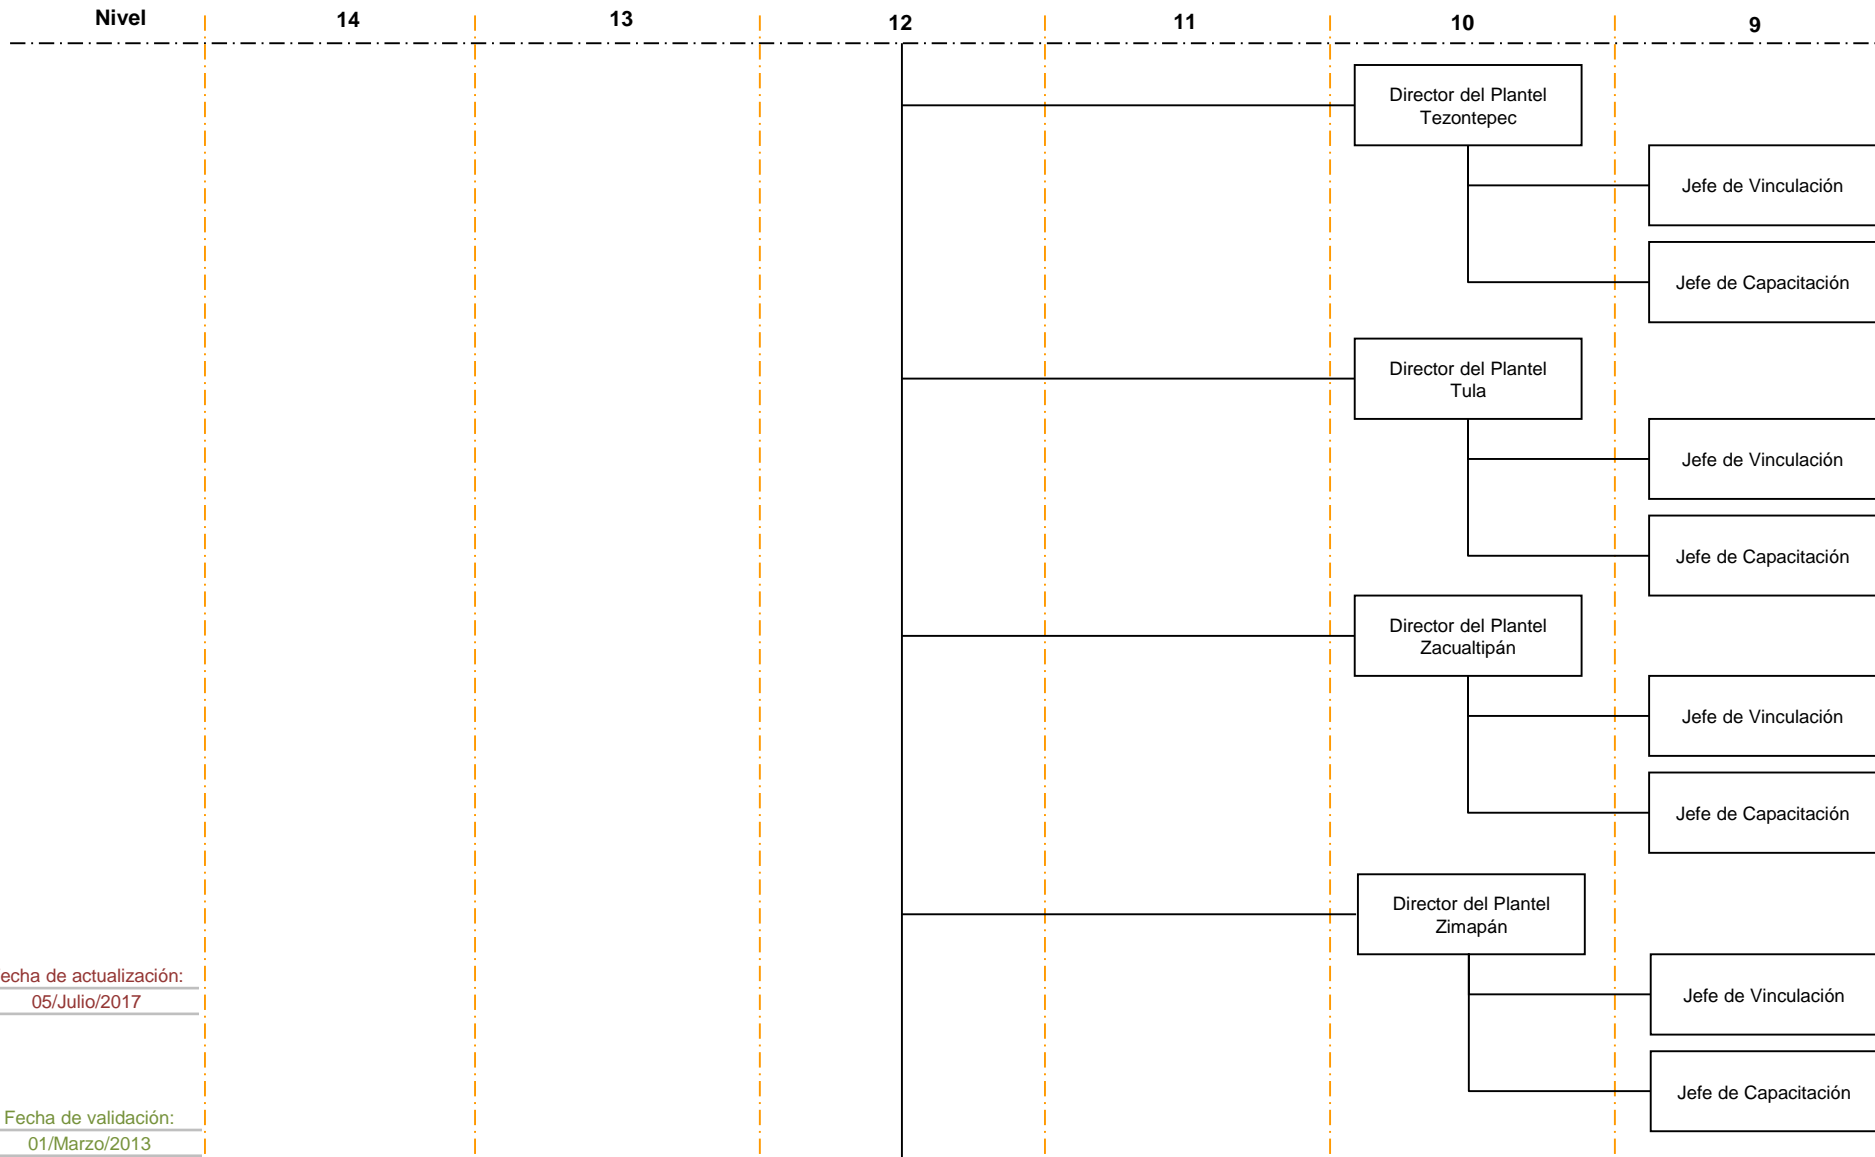 Nivel 14 13 12 11 10 9
Director del Plantel
Tezontepec
Jefe de Vinculación
Jefe de Capacitación
Director del Plantel
Tula
Jefe de Vinculación
Jefe de Capacitación
Director del Plantel
Zacualtipán
Jefe de Vinculación
Jefe de Capacitación
Director del Plantel
Zimapán
Jefe de Vinculación
Jefe de Capacitación
echa de actualización:
05/Julio/2017
Fecha de validación:
01/Marzo/2013